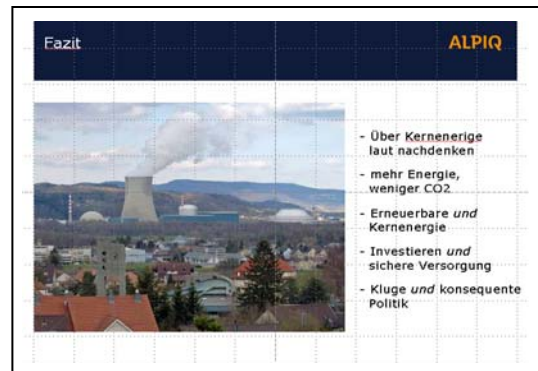 Fazit
ALPIQ
- Über Kernenerige
laut nachdenken
- mehr Energie,
weniger CO2
- Erneuerbare und
Kernenergie
- Investieren und
sichere Versorgung
- Kluge und konsequente
Politik